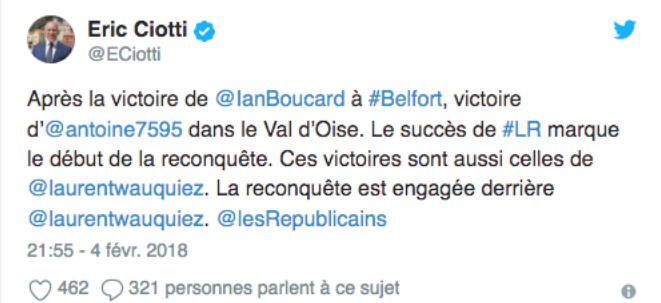 Eric Ciotti
@ECiotti
Après la victoire de @IanBoucard à #Belfort, victoire
d'@antoine7595 dans le Val d'Oise. Le succès de #LR marque
le début de la reconquête. Ces victoires sont aussi celles de
@laurentwauquiez. La reconquête est engagée derrière
@laurentwauquiez. @lesRepublicains
21:55 - 4 févr. 2018
462 321 personnes parlent à ce sujet